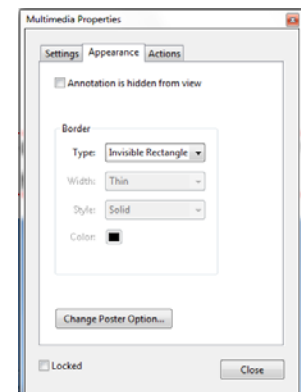 Multimedia Properties
Settings Appearance Actions
Annotation is hidden from view
Border
Type: Invisible Rectangle
Width: Thin
Style: Solid
Color:
Change Poster Option...
Locked Close